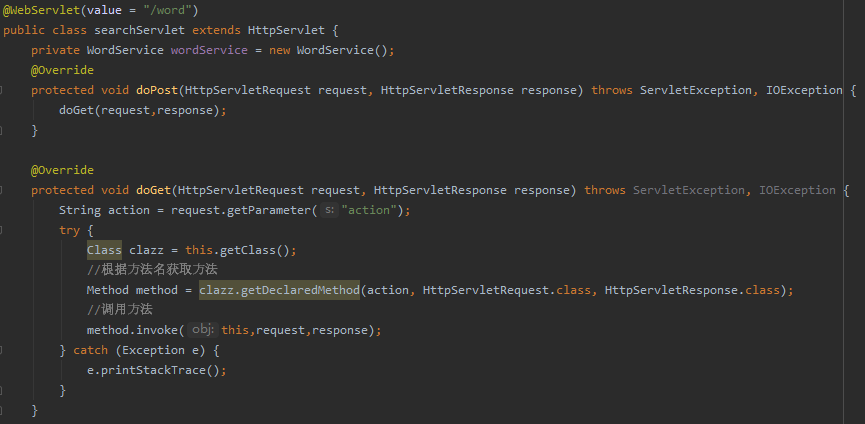 @WebServlet(value = "/word")
public class searchServlet extends HttpServlet {
    private WordService wordService = new WordService();
    @Override
    protected void doPost(HttpServletRequest request, HttpServletResponse response) throws ServletException, IOException {
        doGet(request,response);
    }

    @Override
    protected void doGet(HttpServletRequest request, HttpServletResponse response) throws ServletException, IOException {
        String action = request.getParameter( s: "action");
        try {
            Class clazz = this.getClass();
            //根据方法名获取方法
            Method method = clazz.getDeclaredMethod(action, HttpServletRequest.class, HttpServletResponse.class);
            //调用方法
            method.invoke( obj: this,request,response);
        } catch (Exception e) {
            e.printStackTrace();
        }
    }